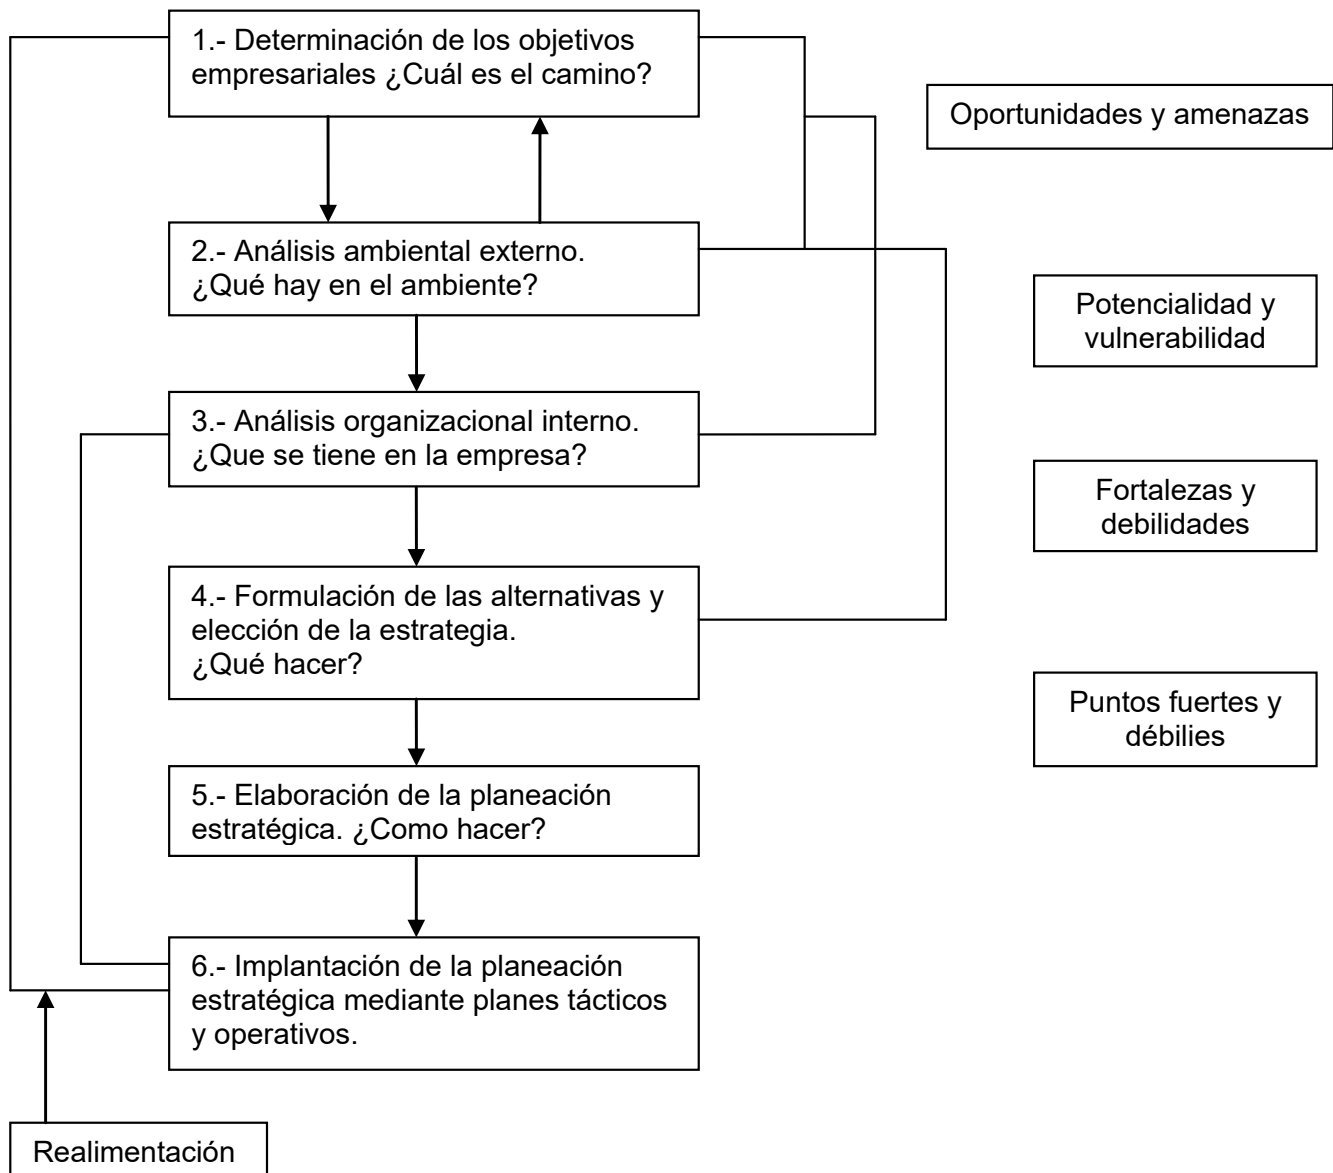 1.- Determinación de los objetivos
empresariales ¿Cuál es el camino?
Oportunidades y amenazas
2.- Análisis ambiental externo.
¿Qué hay en el ambiente?
Potencialidad y
vulnerabilidad
3.- Análisis organizacional interno.
¿Que se tiene en la empresa?
Fortalezas y
debilidades
4.- Formulación de las alternativas y
elección de la estrategia.
¿Qué hacer?
Puntos fuertes y
débilies
5.- Elaboración de la planeación
estratégica. ¿Como hacer?
6.- Implantación de la planeación
estratégica mediante planes tácticos
y operativos.
Realimentación